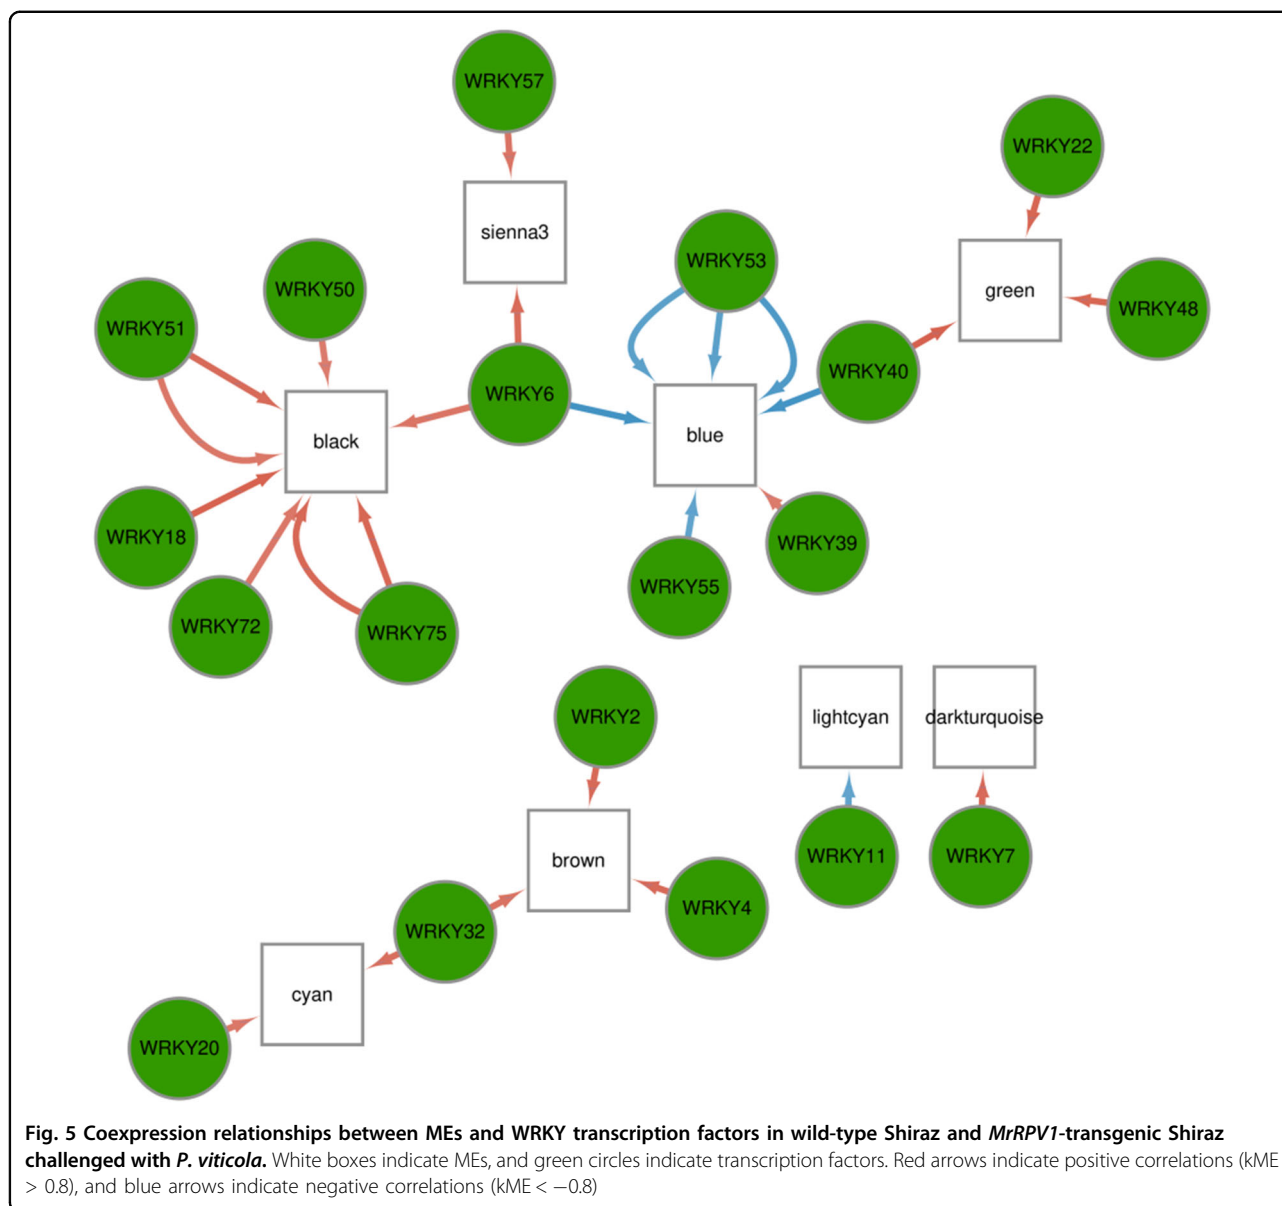 WRKY57
WRKY22
sienna3
WRKY53
green
WRKY50
WRKY48
WRKY51
WRKY40
WRKY6
black
blue
WRKY18
WRKY39
WRKY55
WRKY72
WRKY75
WRKY2
lightcyan
darkturquoise
brown
WRKY11
WRKY7
WRKY4
WRKY32
cyan
WRKY20
Fig. 5 Coexpression relationships between MEs and WRKY transcription factors in wild-type Shiraz and MrRPV1-transgenic Shiraz
challenged with P. viticola. White boxes indicate MEs, and green circles indicate transcription factors. Red arrows indicate positive correlations (kME
> 0.8), and blue arrows indicate negative correlations (kME < −0.8)